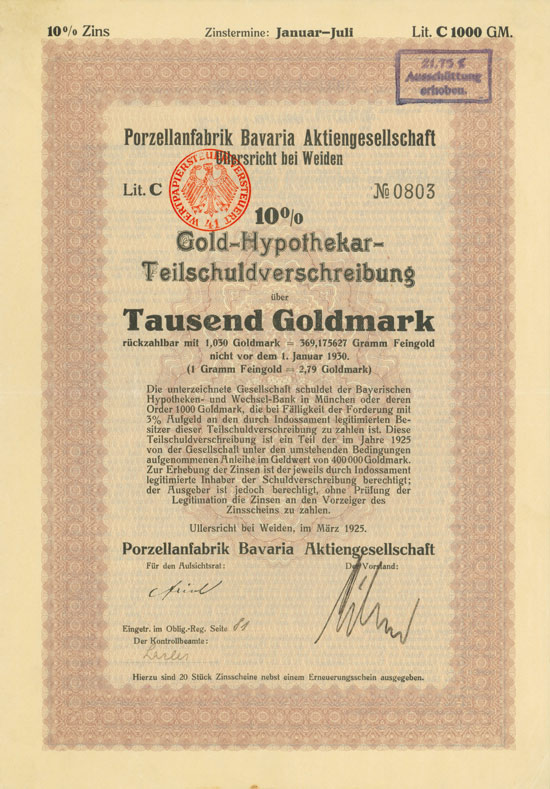 10% Zins Zinstermine: Januar–Juli Lit. C 1000 GM.
21,75 %
Ausschüttung
erhoben.
Porzellanfabrik Bavaria Aktiengesellschaft
Ullersricht bei Weiden
WERTPAPIERSTEUER VERSTEUERT
Lit. C № 0803
10%
Gold-Hypothekar-
Teilschuldverschreibung
über
Tausend Goldmark
rückzahlbar mit 1,030 Goldmark = 369,175627 Gramm Feingold
nicht vor dem 1. Januar 1930.
(1 Gramm Feingold = 2,79 Goldmark)
Die unterzeichnete Gesellschaft schuldet der Bayerischen
Hypotheken- und Wechsel-Bank in München oder deren
Order 1000 Goldmark, die bei Fälligkeit der Forderung mit
3% Aufgeld an den durch Indossament legitimierten Be-
sitzer dieser Teilschuldverschreibung zu zahlen ist. Diese
Teilschuldverschreibung ist ein Teil der im Jahre 1925
von der Gesellschaft unter den umstehenden Bedingungen
aufgenommenen Anleihe im Geldwert von 400000 Goldmark.
Zur Erhebung der Zinsen ist der jeweils durch Indossament
legitimierte Inhaber der Schuldverschreibung berechtigt;
der Ausgeber ist jedoch berechtigt, ohne Prüfung der
Legitimation die Zinsen an den Vorzeiger des
Zinsscheins zu zahlen.
Ullersricht bei Weiden, im März 1925.
Porzellanfabrik Bavaria Aktiengesellschaft
Für den Aufsichtsrat: Der Vorstand:
Eingetr. im Oblig.-Reg. Seite
Der Kontrollbeamte:
Hierzu sind 20 Stück Zinsscheine nebst einem Erneuerungsschein ausgegeben.